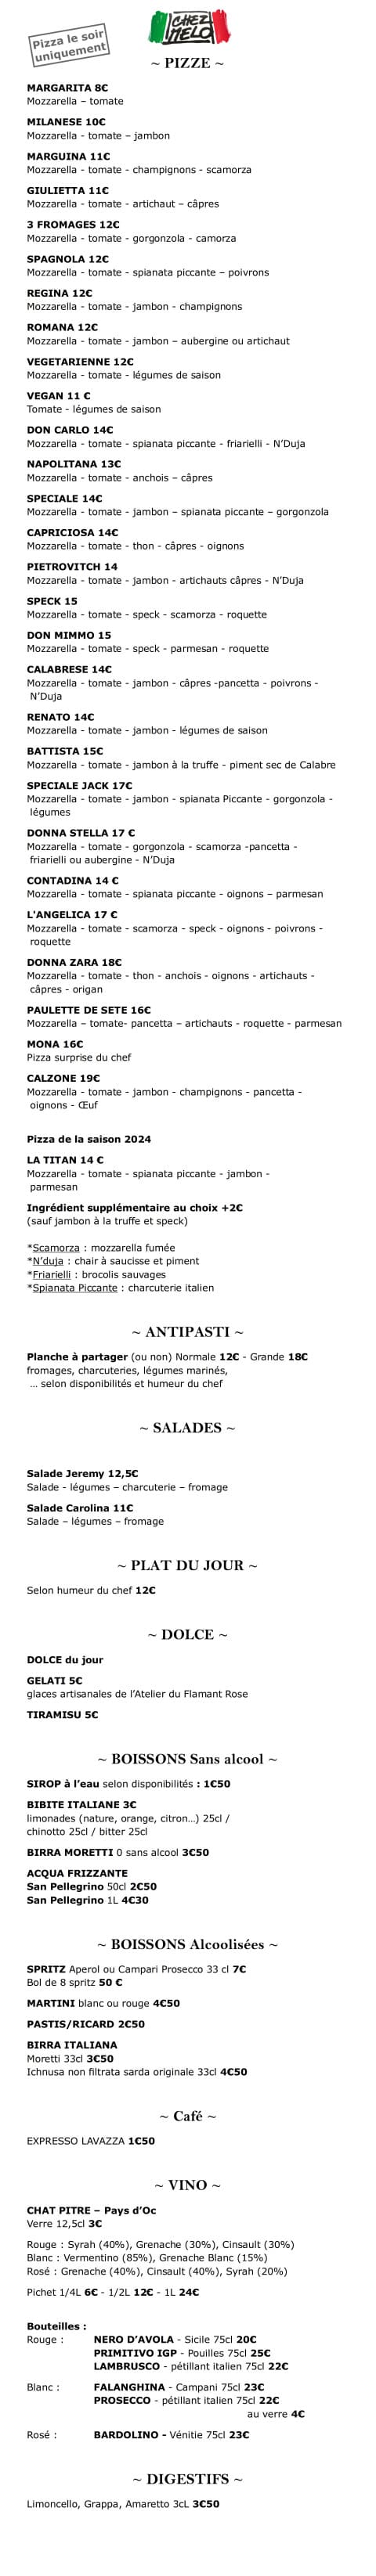 Pizza le soir
uniquement
CHEZ
MELO
~ PIZZE ~
MARGARITA 8€
Mozzarella – tomate
MILANESE 10€
Mozzarella - tomate – jambon
MARGUINA 11€
Mozzarella - tomate - champignons - scamorza
GIULIETTA 11€
Mozzarella - tomate - artichaut – câpres
3 FROMAGES 12€
Mozzarella - tomate - gorgonzola - camorza
SPAGNOLA 12€
Mozzarella - tomate - spianata piccante – poivrons
REGINA 12€
Mozzarella - tomate - jambon - champignons
ROMANA 12€
Mozzarella - tomate - jambon – aubergine ou artichaut
VEGETARIENNE 12€
Mozzarella - tomate - légumes de saison
VEGAN 11 €
Tomate - légumes de saison
DON CARLO 14€
Mozzarella - tomate - spianata piccante - friarielli - N’Duja
NAPOLITANA 13€
Mozzarella - tomate - anchois – câpres
SPECIALE 14€
Mozzarella - tomate - jambon – spianata piccante – gorgonzola
CAPRICIOSA 14€
Mozzarella - tomate - thon - câpres - oignons
PIETROVITCH 14
Mozzarella - tomate - jambon - artichauts câpres - N’Duja
SPECK 15
Mozzarella - tomate - speck - scamorza - roquette
DON MIMMO 15
Mozzarella - tomate - speck - parmesan - roquette
CALABRESE 14€
Mozzarella - tomate - jambon - câpres -pancetta - poivrons -
N’Duja
RENATO 14€
Mozzarella - tomate - jambon - légumes de saison
BATTISTA 15€
Mozzarella - tomate - jambon à la truffe - piment sec de Calabre
SPECIALE JACK 17€
Mozzarella - tomate - jambon - spianata Piccante - gorgonzola -
légumes
DONNA STELLA 17 €
Mozzarella - tomate - gorgonzola - scamorza -pancetta -
friarielli ou aubergine - N’Duja
CONTADINA 14 €
Mozzarella - tomate - spianata piccante - oignons – parmesan
L'ANGELICA 17 €
Mozzarella - tomate - scamorza - speck - oignons - poivrons -
roquette
DONNA ZARA 18€
Mozzarella - tomate - thon - anchois - oignons - artichauts -
câpres - origan
PAULETTE DE SETE 16€
Mozzarella – tomate- pancetta – artichauts - roquette - parmesan
MONA 16€
Pizza surprise du chef
CALZONE 19€
Mozzarella - tomate - jambon - champignons - pancetta -
oignons - Œuf
Pizza de la saison 2024
LA TITAN 14 €
Mozzarella - tomate - spianata piccante - jambon -
parmesan
Ingrédient supplémentaire au choix +2€
(sauf jambon à la truffe et speck)
*Scamorza : mozzarella fumée
*N’duja : chair à saucisse et piment
*Friarielli : brocolis sauvages
*Spianata Piccante : charcuterie italien
~ ANTIPASTI ~
Planche à partager (ou non) Normale 12€ - Grande 18€
fromages, charcuteries, légumes marinés,
... selon disponibilités et humeur du chef
~ SALADES ~
Salade Jeremy 12,5€
Salade - légumes – charcuterie – fromage
Salade Carolina 11€
Salade – légumes – fromage
~ PLAT DU JOUR ~
Selon humeur du chef 12€
~ DOLCE ~
DOLCE du jour
GELATI 5€
glaces artisanales de l’Atelier du Flamant Rose
TIRAMISU 5€
~ BOISSONS Sans alcool ~
SIROP à l’eau selon disponibilités : 1€50
BIBITE ITALIANE 3€
limonades (nature, orange, citron…) 25cl /
chinotto 25cl / bitter 25cl
BIRRA MORETTI 0 sans alcool 3€50
ACQUA FRIZZANTE
San Pellegrino 50cl 2€50
San Pellegrino 1L 4€30
~ BOISSONS Alcoolisées ~
SPRITZ Aperol ou Campari Prosecco 33 cl 7€
Bol de 8 spritz 50 €
MARTINI blanc ou rouge 4€50
PASTIS/RICARD 2€50
BIRRA ITALIANA
Moretti 33cl 3€50
Ichnusa non filtrata sarda originale 33cl 4€50
~ Café ~
EXPRESSO LAVAZZA 1€50
~ VINO ~
CHAT PITRE – Pays d’Oc
Verre 12,5cl 3€
Rouge : Syrah (40%), Grenache (30%), Cinsault (30%)
Blanc : Vermentino (85%), Grenache Blanc (15%)
Rosé : Grenache (40%), Cinsault (40%), Syrah (20%)
Pichet 1/4L 6€ - 1/2L 12€ - 1L 24€
Bouteilles :
Rouge : NERO D’AVOLA - Sicile 75cl 20€
PRIMITIVO IGP - Pouilles 75cl 25€
LAMBRUSCO - pétillant italien 75cl 22€
Blanc : FALANGHINA - Campani 75cl 23€
PROSECCO - pétillant italien 75cl 22€
au verre 4€
Rosé : BARDOLINO - Vénitie 75cl 23€
~ DIGESTIFS ~
Limoncello, Grappa, Amaretto 3cL 3€50